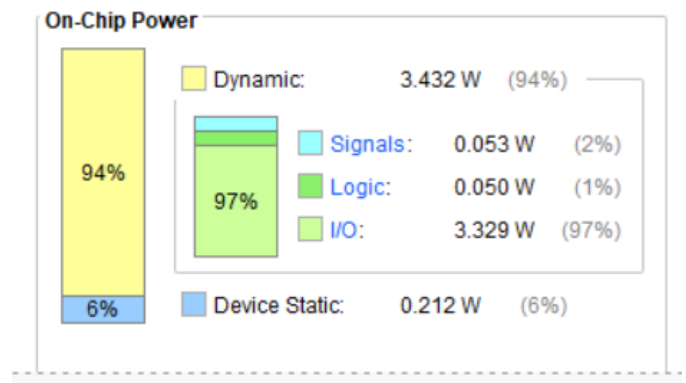 On-Chip Power
Dynamic: 3.432 W (94%)
Signals: 0.053 W (2%)
94%
Logic: 0.050 W (1%)
97%
I/O: 3.329 W (97%)
6%
Device Static: 0.212 W (6%)